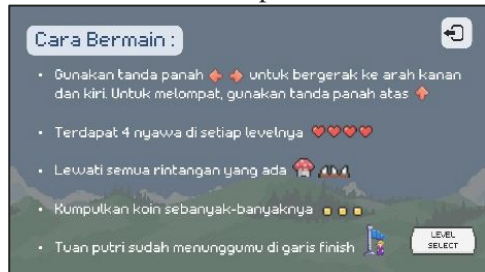 Cara Bermain :
• Gunakan tanda panah untuk bergerak ke arah kanan
dan kiri. Untuk melompat, gunakan tanda panah atas
• Terdapat 4 nyawa di setiap levelnya
• Lewati semua rintangan yang ada
• Kumpulkan koin sebanyak-banyaknya
• Tuan putri sudah menunggumu di garis finish
LEVEL
SELECT